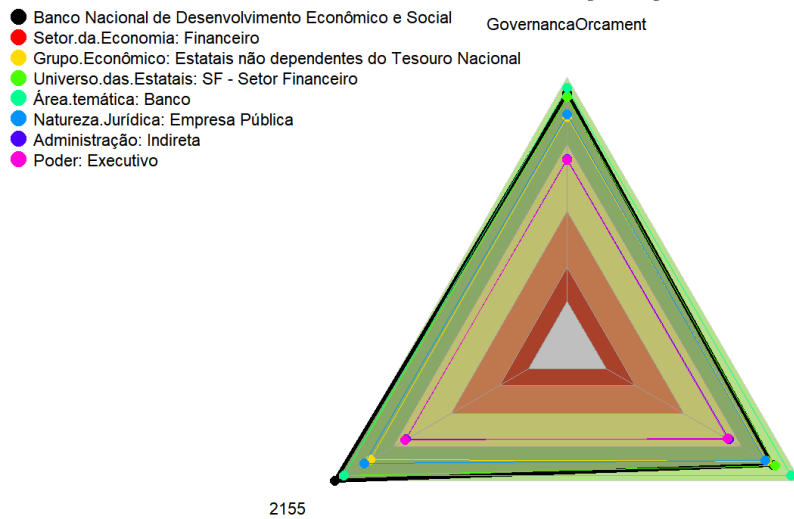 Banco Nacional de Desenvolvimento Econômico e Social
GovernancaOrcament
Setor.da.Economia: Financeiro
Grupo.Econômico: Estatais não dependentes do Tesouro Nacional
Universo.das.Estatais: SF - Setor Financeiro
Área.temática: Banco
Natureza.Jurídica: Empresa Pública
Administração: Indireta
Poder: Executivo
2155